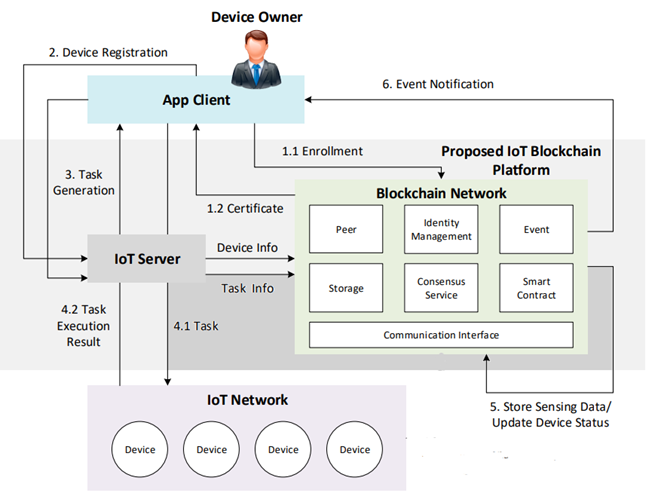 Device Owner
2. Device Registration
6. Event Notification
App Client
1.1 Enrollment
Proposed IoT Blockchain
Platform
3. Task
Generation
1.2 Certificate
Blockchain Network
Peer
Identity
Management
Event
IoT Server
Device Info
Task Info
Storage
Consensus
Service
Smart
Contract
4.2 Task
Execution
Result
4.1 Task
Communication Interface
IoT Network
5. Store Sensing Data/
Update Device Status
Device
Device
Device
Device